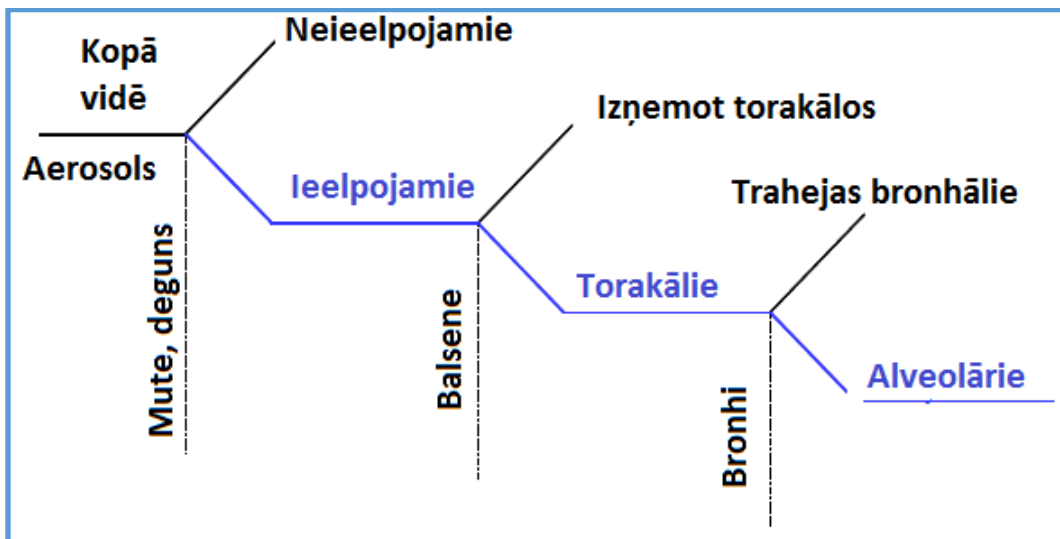 Kopā
vidē
Aerosols
Neieelpojamie
Ieelpojamie
Izņemot torakālos
Torakālie
Trahejas bronhālie
Alveolārie
Mute, deguns
Balsene
Bronhi